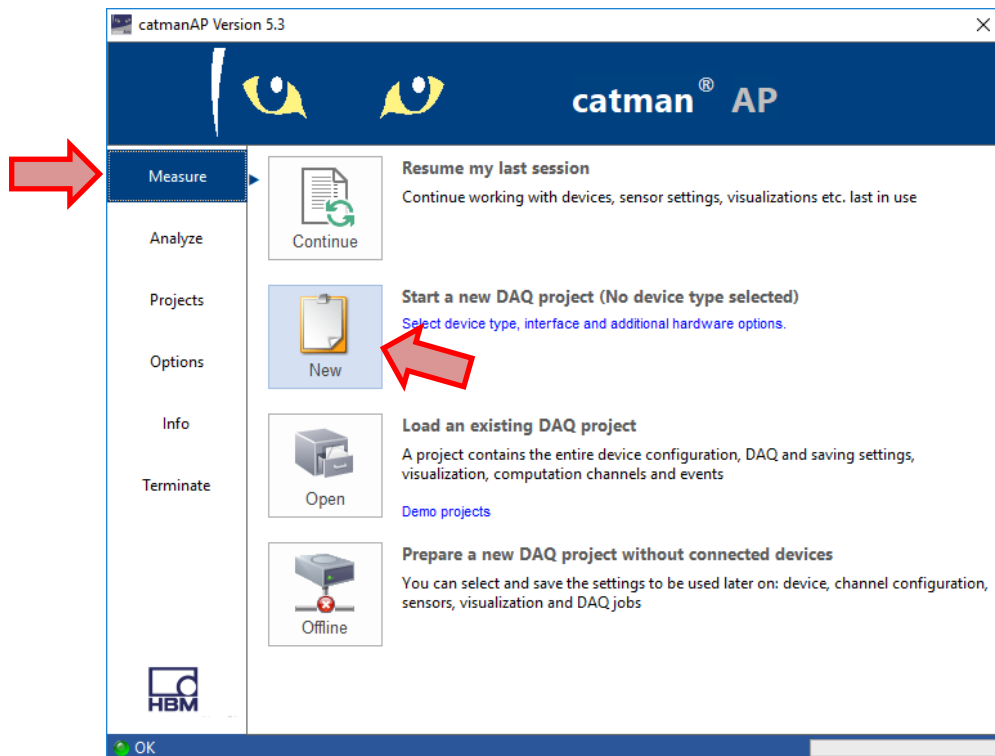 catmanAP Version 5.3
catman® AP
Measure
Analyze
Projects
Options
Info
Terminate
Continue
Resume my last session
Continue working with devices, sensor settings, visualizations etc. last in use
New
Start a new DAQ project (No device type selected)
Select device type, interface and additional hardware options.
Open
Load an existing DAQ project
A project contains the entire device configuration, DAQ and saving settings,
visualization, computation channels and events
Demo projects
Offline
Prepare a new DAQ project without connected devices
You can select and save the settings to be used later on: device, channel configuration,
sensors, visualization and DAQ jobs
HBM
OK